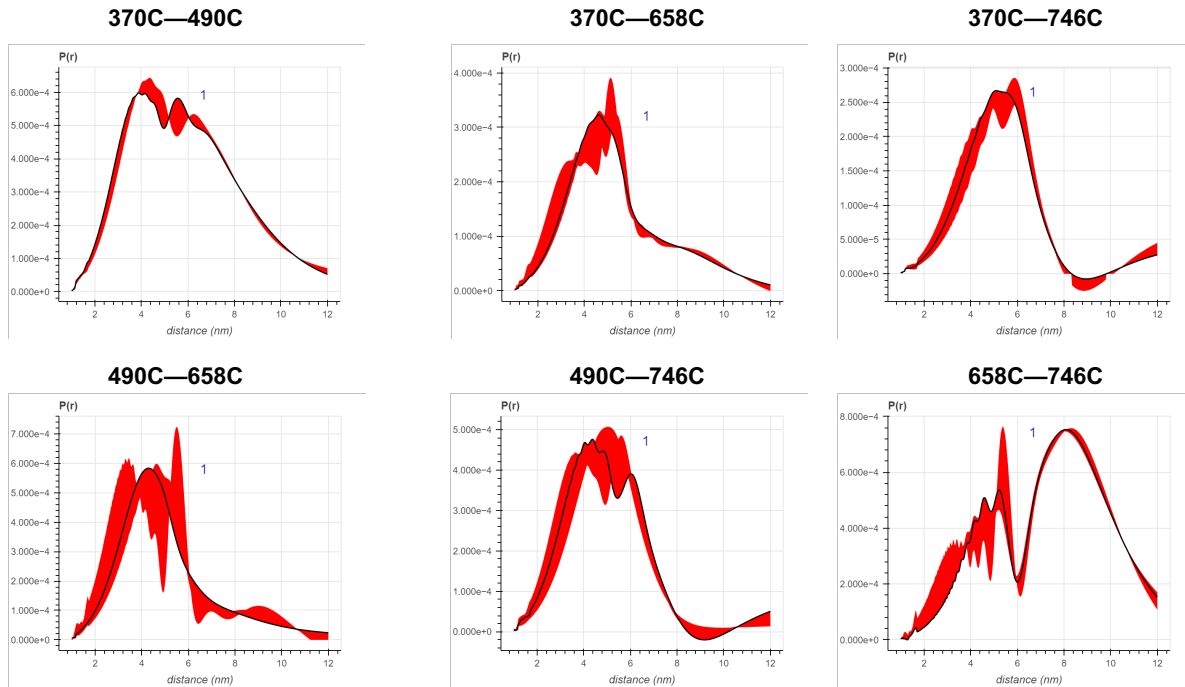 370C—490C
P(r)
6.000e−4
5.000e−4
4.000e−4
3.000e−4
2.000e−4
1.000e−4
0.000e+0
1
2 4 6 8 10 12
distance (nm)
370C—658C
P(r)
4.000e−4
3.000e−4
2.000e−4
1.000e−4
0.000e+0
1
2 4 6 8 10 12
distance (nm)
370C—746C
P(r)
3.000e−4
2.500e−4
2.000e−4
1.500e−4
1.000e−4
5.000e−5
0.000e+0
1
2 4 6 8 10 12
distance (nm)
490C—658C
P(r)
7.000e−4
6.000e−4
5.000e−4
4.000e−4
3.000e−4
2.000e−4
1.000e−4
0.000e+0
1
2 4 6 8 10 12
distance (nm)
490C—746C
P(r)
5.000e−4
4.000e−4
3.000e−4
2.000e−4
1.000e−4
0.000e+0
1
2 4 6 8 10 12
distance (nm)
658C—746C
P(r)
8.000e−4
6.000e−4
4.000e−4
2.000e−4
0.000e+0
1
2 4 6 8 10 12
distance (nm)